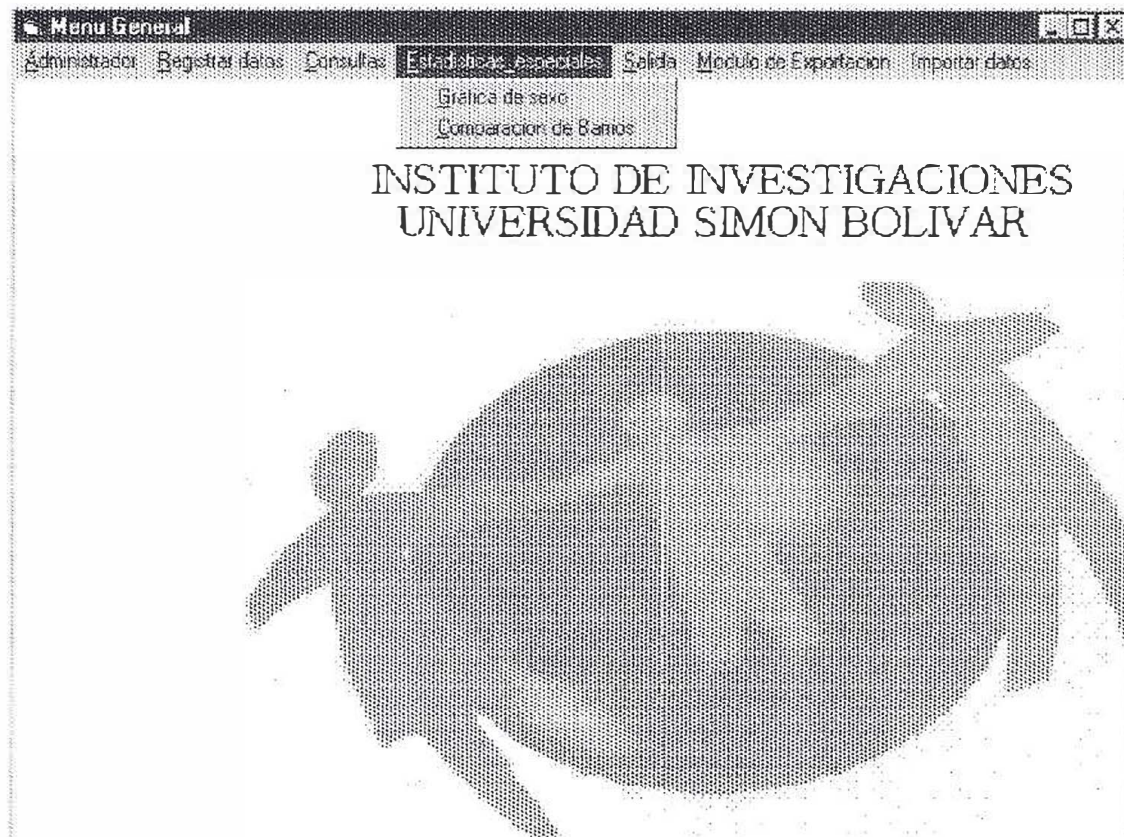 Menu General
Administrador Registrar datos Consultas Estadisticas_especiales Salida Modulo de Exportacion Importar datos
Grafica de sexo
Comparacion de Barrios
INSTITUTO DE INVESTIGACIONES
UNIVERSIDAD SIMON BOLIVAR